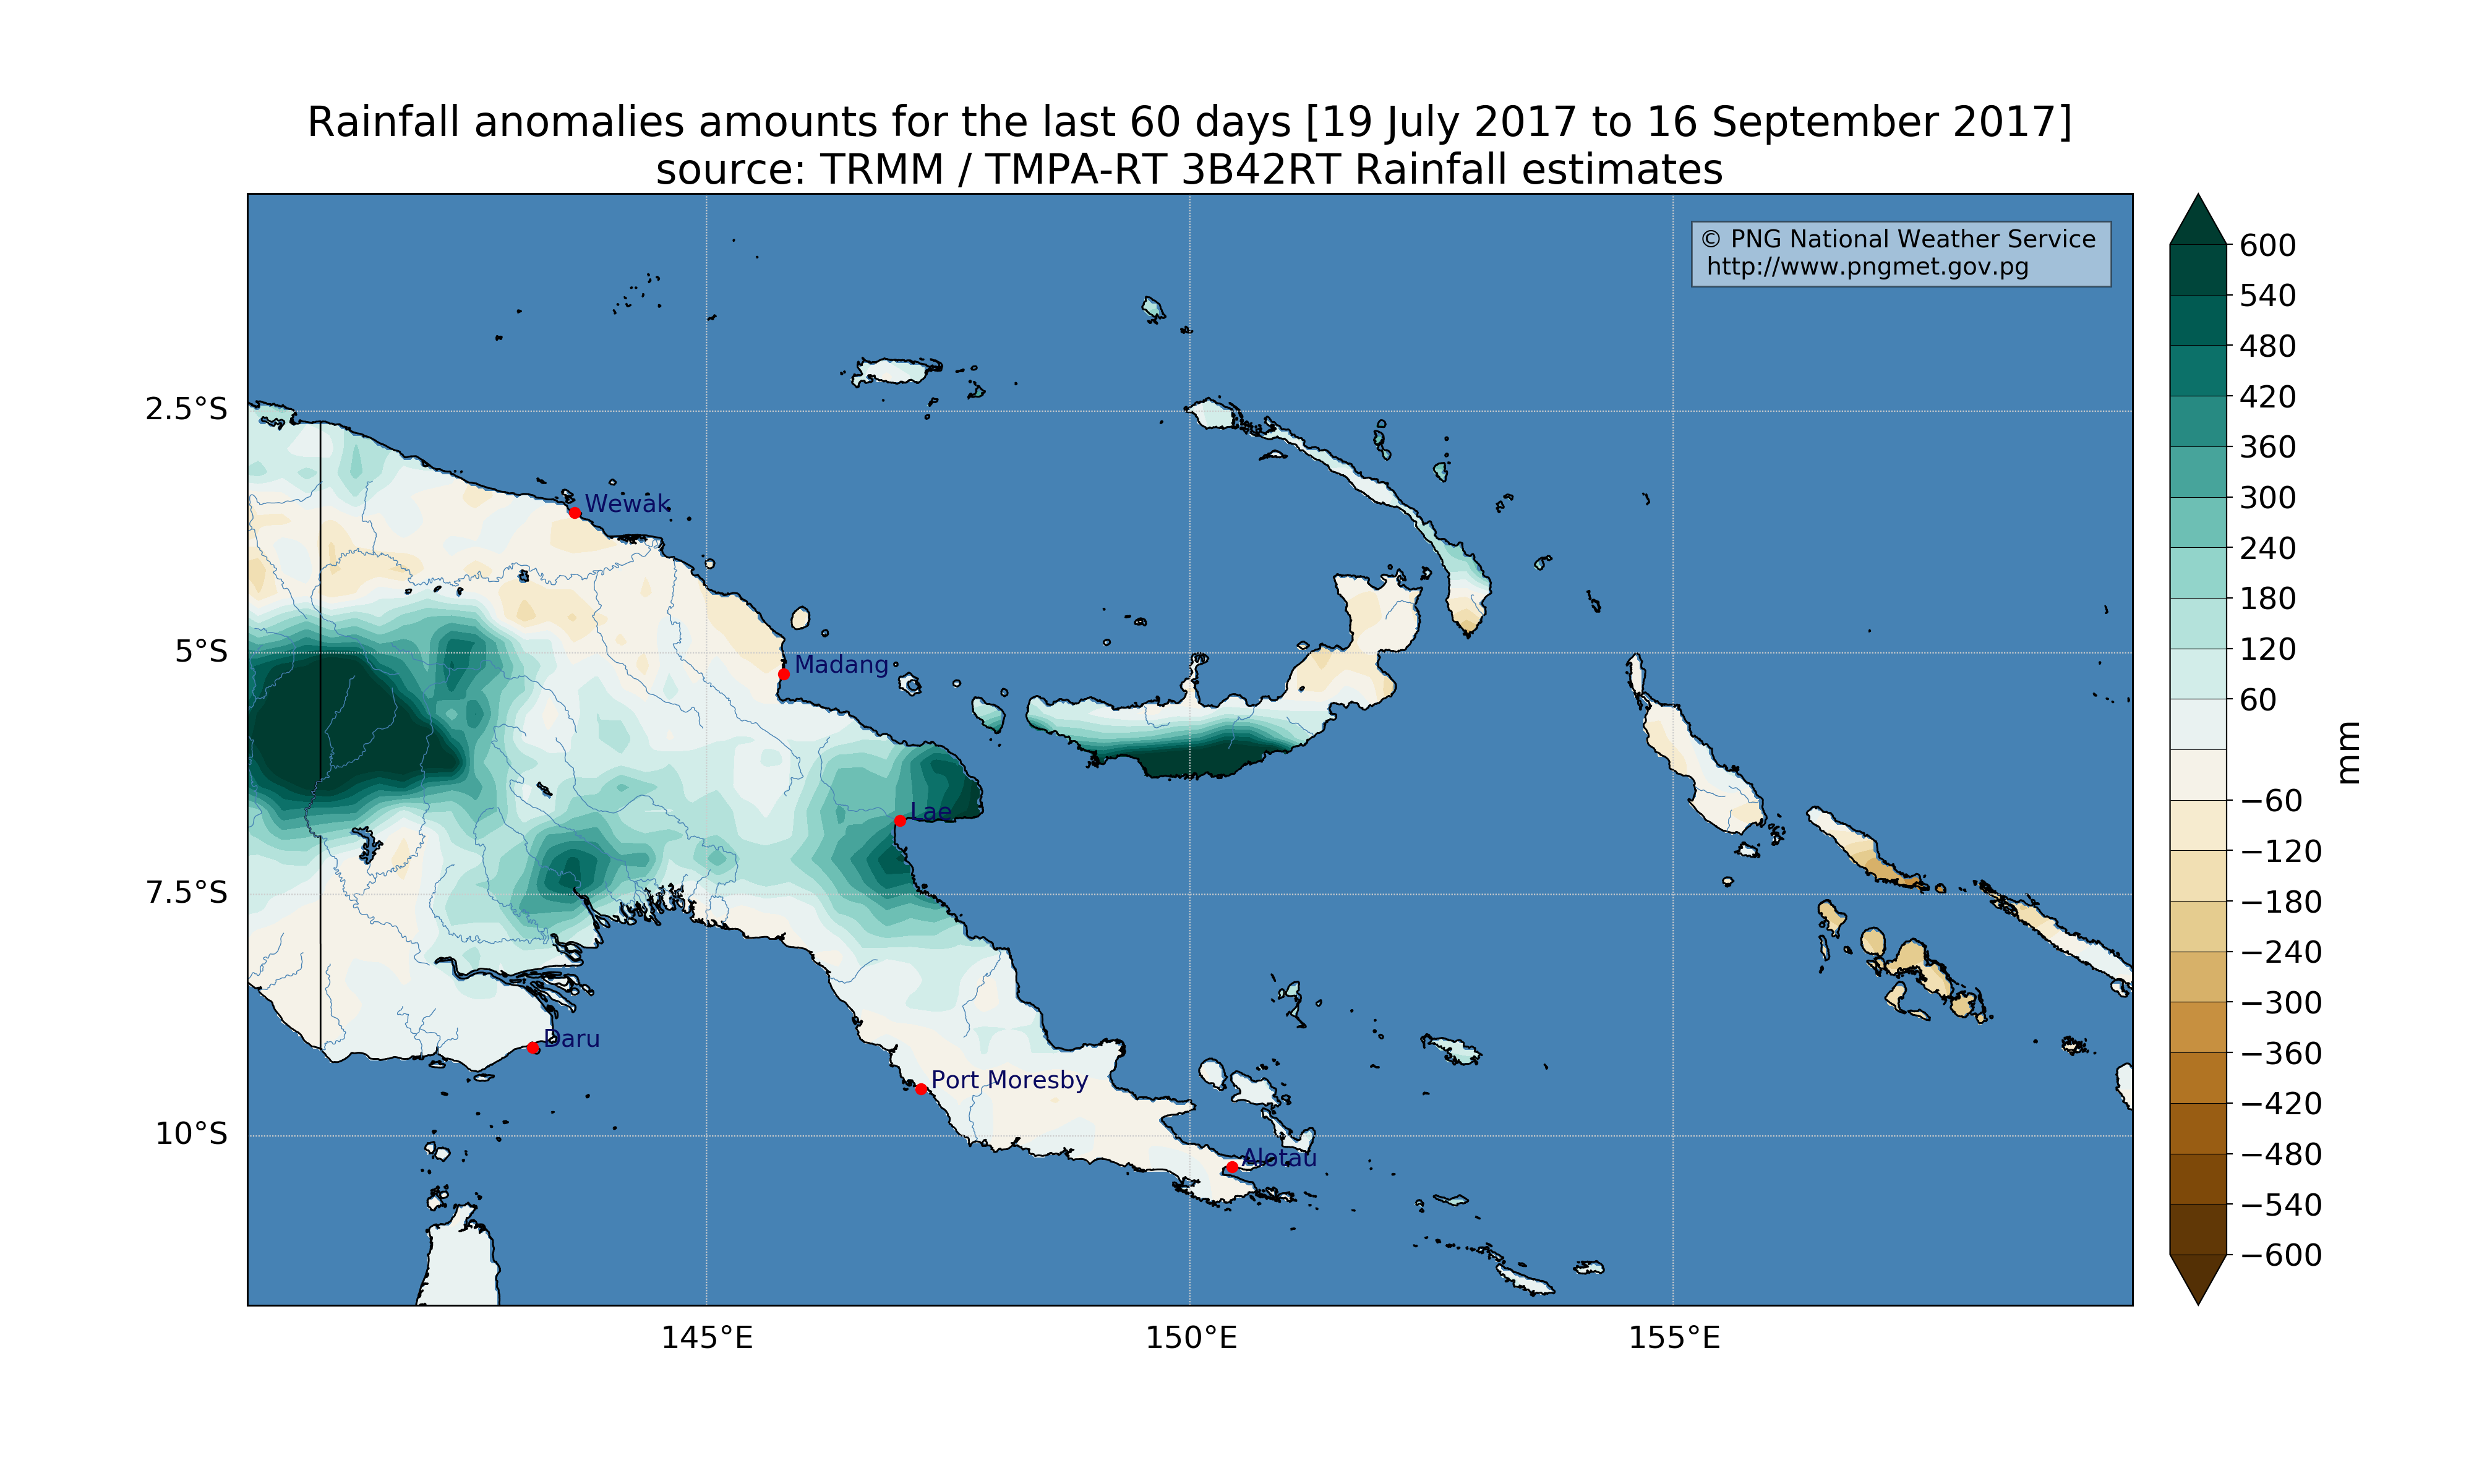 Rainfall anomalies amounts for the last 60 days [19 July 2017 to 16 September 2017]
source: TRMM / TMPA-RT 3B42RT Rainfall estimates
© PNG National Weather Service
http://www.pngmet.gov.pg
600
540
480
420
360
300
240
180
120
60
−60
−120
−180
−240
−300
−360
−420
−480
−540
−600
mm
2.5°S
5°S
7.5°S
10°S
Wewak
Madang
Lae
Daru
Port Moresby
Alotau
145°E
150°E
155°E